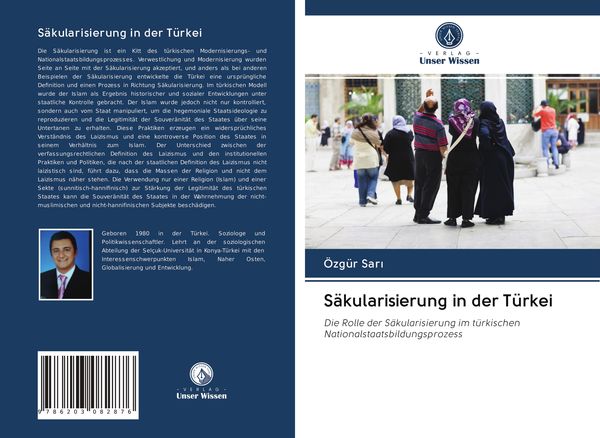 Säkularisierung in der Türkei
Die Säkularisierung ist ein Kitt des türkischen Modernisierungs- und
Nationalstaatsbildungsprozesses. Verwestlichung und Modernisierung wurden
Seite an Seite mit der Säkularisation akzeptiert, und anders als bei anderen
Beispielen der Säkularisierung entwickelte die Türkei eine ursprüngliche
Definition und einen Prozess in Richtung Säkularisierung. Im türkischen Modell
wurde der Islam als Ergebnis historischer und sozialer Entwicklungen unter
staatliche Kontrolle gebracht. Der Islam wurde jedoch nicht nur kontrolliert,
sondern auch vom Staat manipuliert, um die hegemoniale Staatsideologie zu
reproduzieren und die Legitimität der Souveränität des Staates über seine
Untertanen zu erhalten. Diese Praktiken erzeugen ein widersprüchliches
Verständnis des Laizismus und eine kontroverse Position des Staates in
seinem Verhältnis zum Islam. Der Unterschied zwischen der
verfassungsrechtlichen Definition des Laizismus und den institutionellen
Praktiken und Politiken, die nach der staatlichen Definition des Laizismus nicht
laizistisch sind, führt dazu, dass die Massen der Religion und nicht dem
Laizismus näher stehen. Die Verwendung nur einer Religion (Islam) und einer
Sekte (sunnitisch-hannifinisch) zur Stärkung der Legitimität des türkischen
Staates kann die Souveränität des Staates in der Wahrnehmung der nicht-
muslimischen und nicht-hannifinischen Subjekte beschädigen.
Geboren 1980 in der Türkei. Soziologe und
Politikwissenschaftler. Lehrt an der soziologischen
Abteilung der Selçuk-Universität in Konya-Türkei mit den
Interessenschwerpunkten Islam, Naher Osten,
Globalisierung und Entwicklung.
9 786203 082876
VERLAG
Unser Wissen
VERLAG
Unser Wissen
Özgür Sarı
Säkularisierung in der Türkei
Die Rolle der Säkularisierung im türkischen
Nationalstaatsbildungsprozess